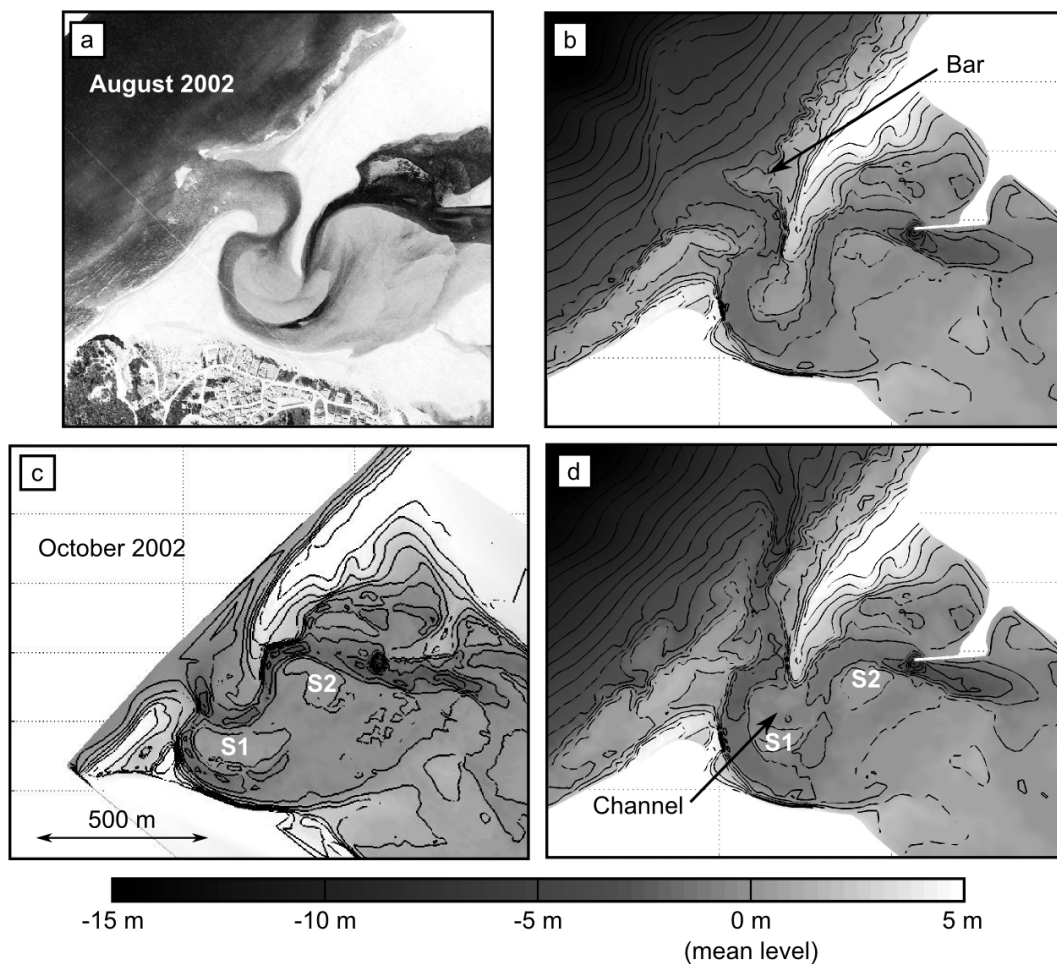 a
August 2002
b
Bar
c
October 2002
S2
S1
500 m
d
S2
S1
Channel
-15 m
-10 m
-5 m
0 m
5 m
(mean level)